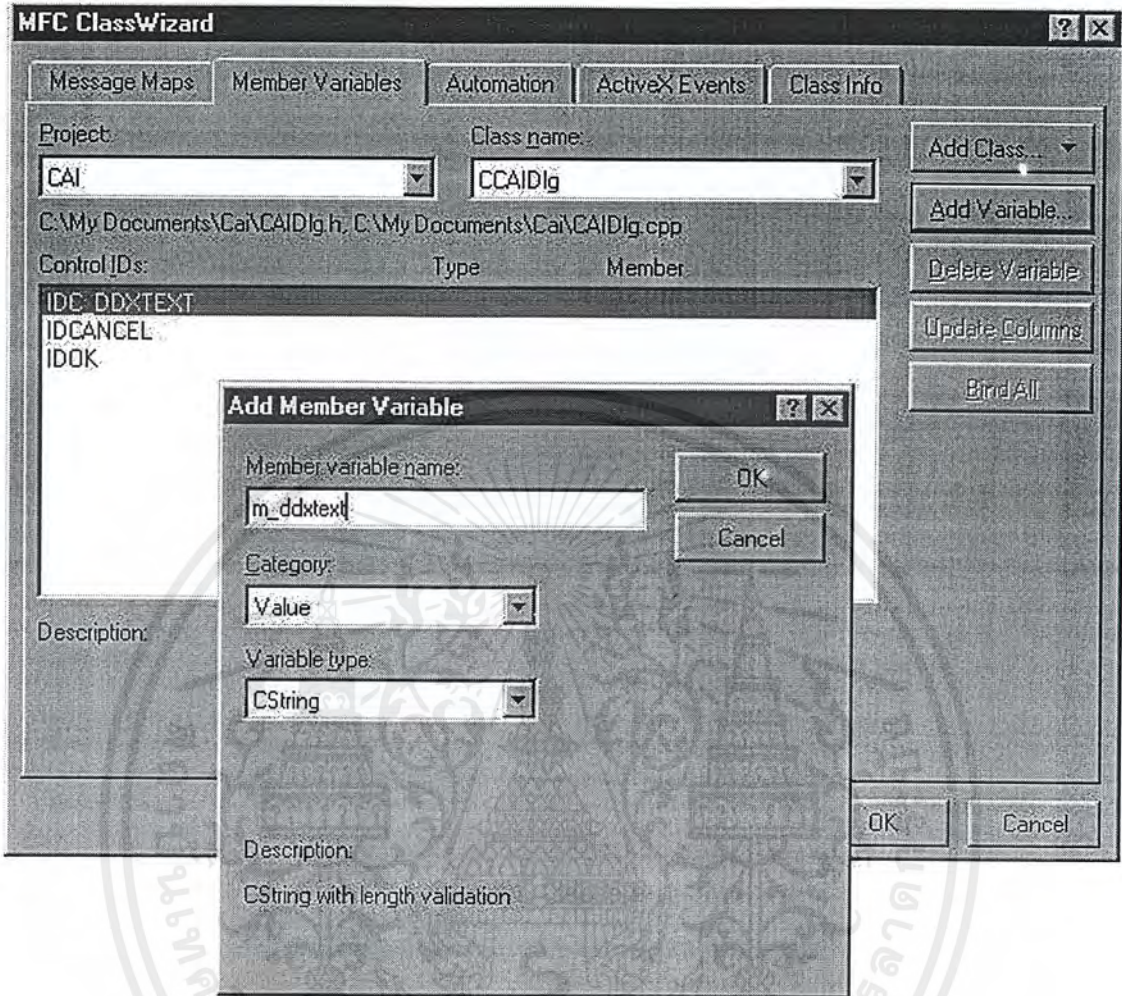 MFC ClassWizard
Message Maps
Member Variables
Automation
ActiveX Events
Class Info
Project:
Class name:
Add Class...
CAI
CCAIDlg
Add Variable...
C:\My Documents\Cai\CAIDlg.h, C:\My Documents\Cai\CAIDlg.cpp
Control IDs:
Type
Member
Delete Variable
IDC_DDXTEXT
IDCANCEL
Update Columns
IDOK
Bind All
Add Member Variable
Member variable name:
OK
m_ddxtext
Cancel
Category:
Value
Description:
Variable type:
CString
OK
Cancel
Description:
CString with length validation